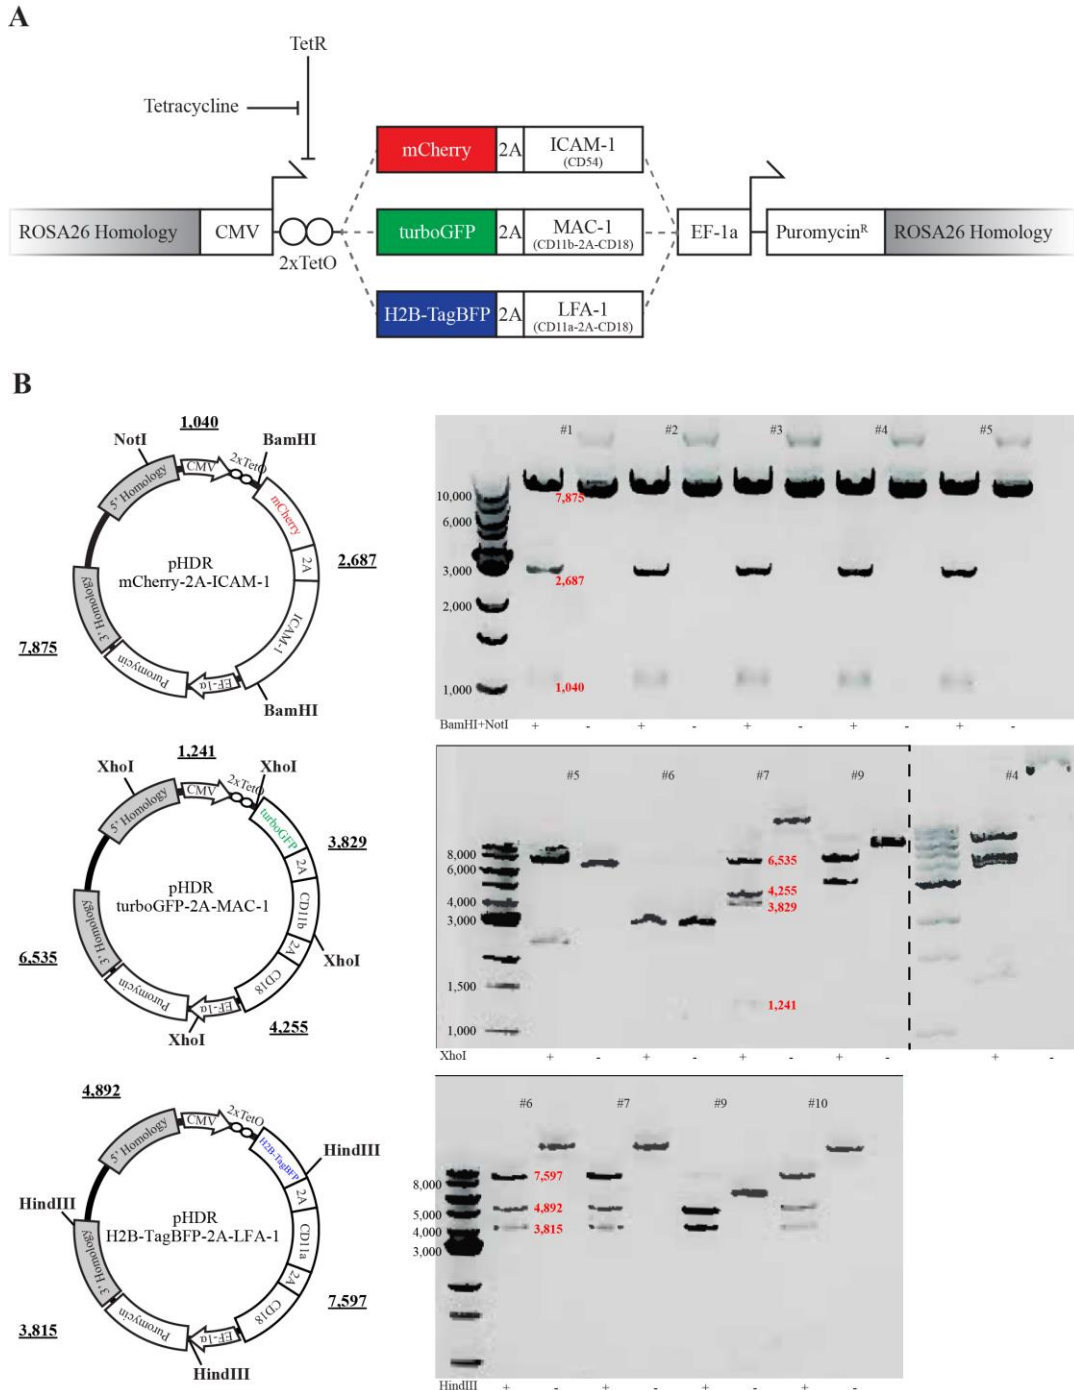 A
TetR
Tetracycline
mCherry 2A ICAM-1
(CD54)
ROSA26 Homology CMV 2xTetO turboGFP 2A MAC-1
(CD11b-2A-CD18)
EF-1a Puromycinᴿ ROSA26 Homology
H2B-TagBFP 2A LFA-1
(CD11a-2A-CD18)
B
1,040
NotI BamHI
5' Homology CMV 2xTetO mCherry 2A ICAM-1 EF-1α Puromycin 3' Homology
pHDR
mCherry-2A-ICAM-1
2,687
7,875
BamHI
#1 #2 #3 #4 #5
10,000
6,000
3,000
2,000
1,000
7,875
2,687
1,040
BamHI+NotI + - + - + - + - + -
1,241
XhoI XhoI
5' Homology CMV 2xTetO turboGFP 2A CD11b 2A CD18 EF-1α Puromycin 3' Homology
pHDR
turboGFP-2A-MAC-1
3,829
6,535
XhoI
XhoI
4,255
#5 #6 #7 #9 #4
8,000
6,000
4,000
3,000
1,500
1,000
6,535
4,255
3,829
1,241
XhoI + - + - + - + - + -
4,892
5' Homology CMV 2xTetO H2B-TagBFP 2A CD11a 2A CD18 EF-1α Puromycin 3' Homology
HindIII
HindIII
pHDR
H2B-TagBFP-2A-LFA-1
7,597
3,815
HindIII
#6 #7 #9 #10
8,000
5,000
4,000
3,000
7,597
4,892
3,815
HindIII + - + - + - + -